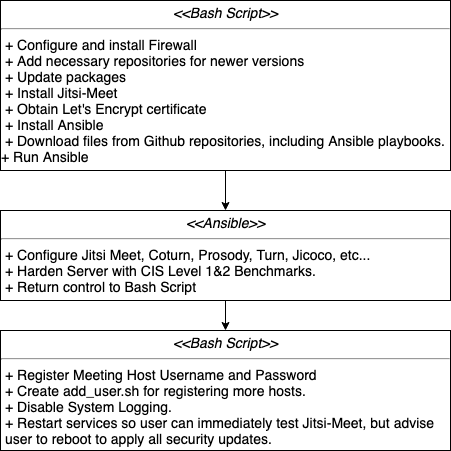 <<Bash Script>>
+ Configure and install Firewall
+ Add necessary repositories for newer versions
+ Update packages
+ Install Jitsi-Meet
+ Obtain Let's Encrypt certificate
+ Install Ansible
+ Download files from Github repositories, including Ansible playbooks.
+ Run Ansible
<<Ansible>>
+ Configure Jitsi Meet, Coturn, Prosody, Turn, Jicoco, etc...
+ Harden Server with CIS Level 1&2 Benchmarks.
+ Return control to Bash Script
<<Bash Script>>
+ Register Meeting Host Username and Password
+ Create add_user.sh for registering more hosts.
+ Disable System Logging.
+ Restart services so user can immediately test Jitsi-Meet, but advise
user to reboot to apply all security updates.